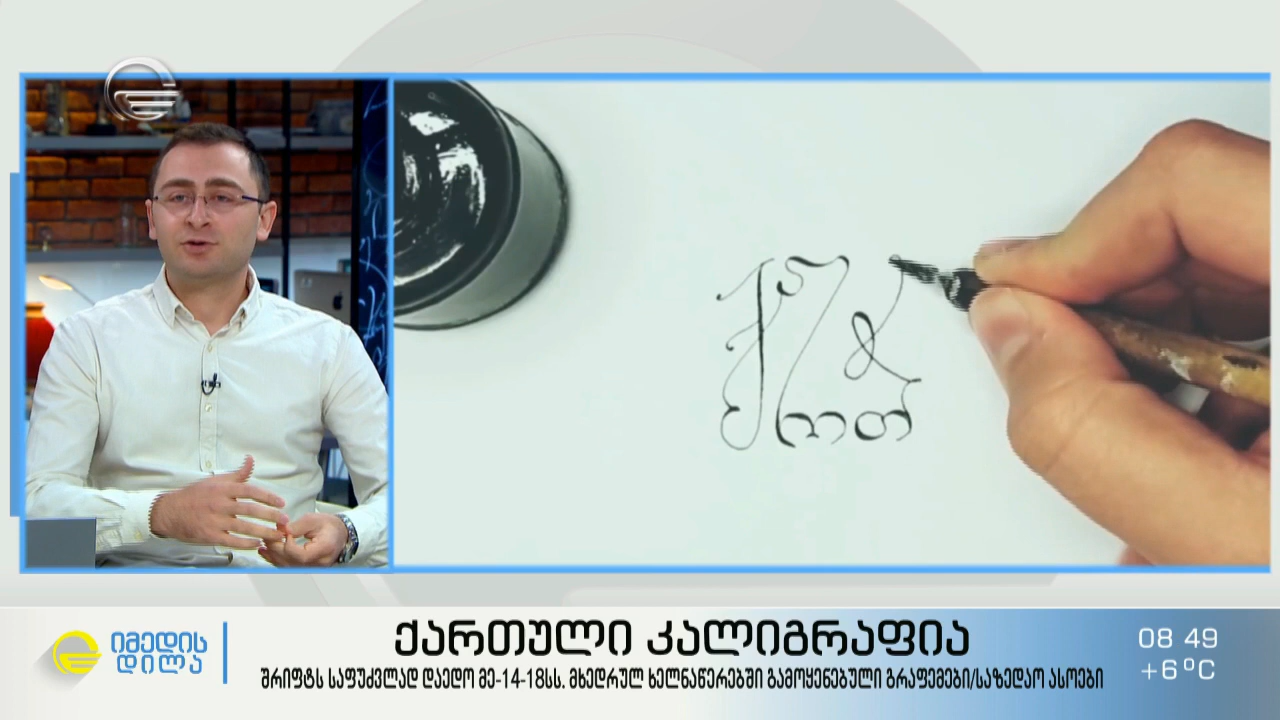 ქართული კალიგრაფია
შრიფტს საფუძვლად დაედო მე-14-18სს. მხედრულ ხელნაწერებში გამოყენებული გრაფემები/საზედაო ასოები
იმედის
დილა
08 49
+6°C